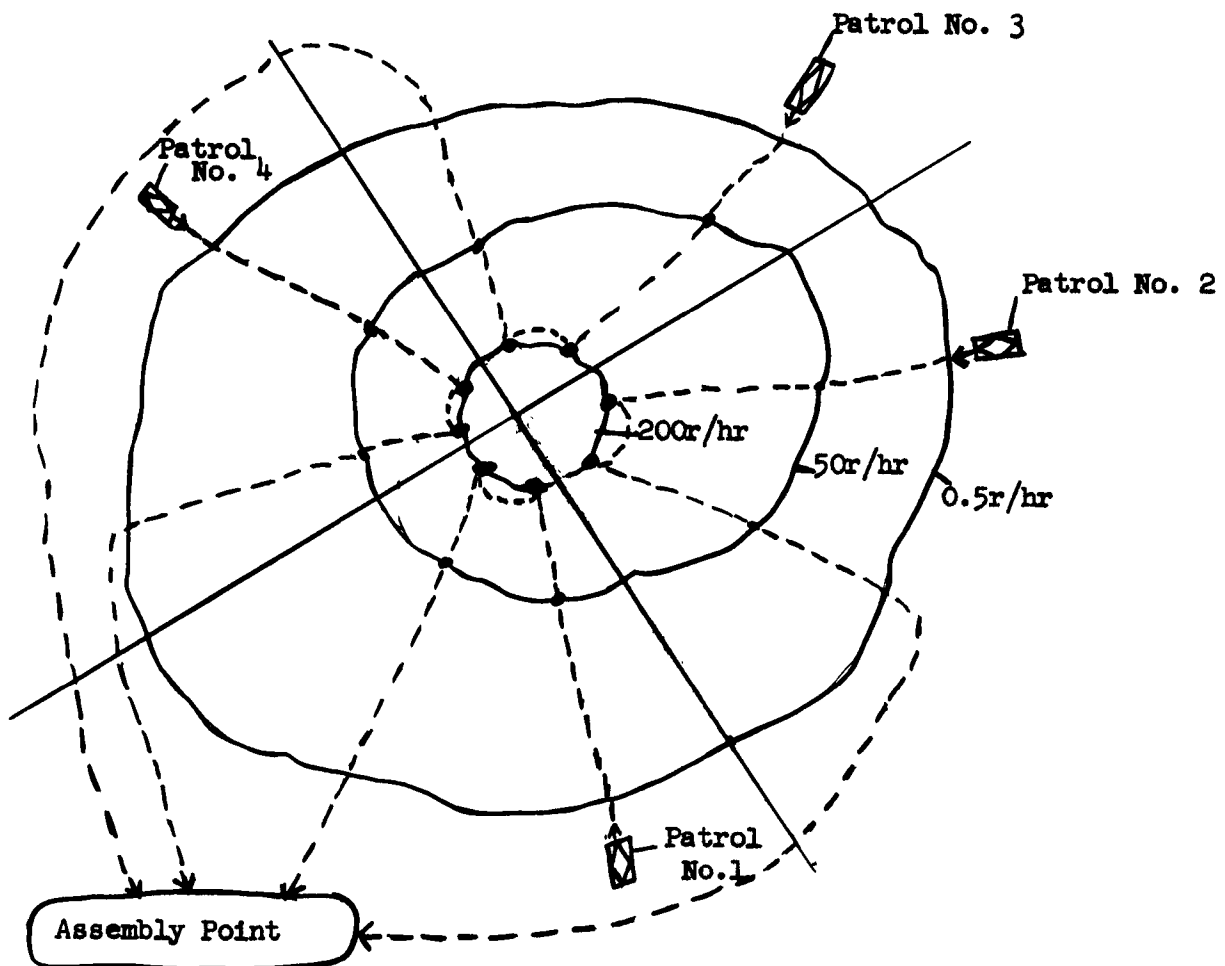 Patrol No. 3
Patrol
No. 4
Patrol No. 2
200r/hr
50r/hr
0.5r/hr
Patrol
No.1
Assembly Point